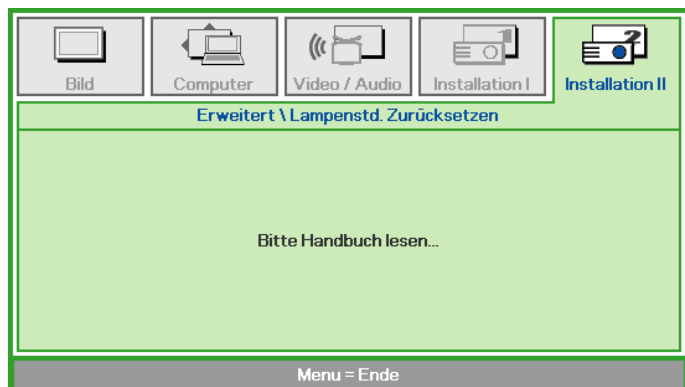 Bild
Computer
Video / Audio
Installation I
Installation II
Erweitert \ Lampenstd. Zurücksetzen
Bitte Handbuch lesen...
Menu = Ende